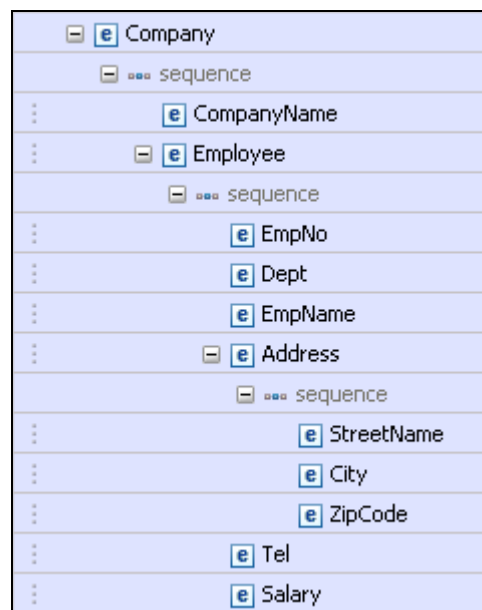 e Company
sequence
e CompanyName
e Employee
sequence
e EmpNo
e Dept
e EmpName
e Address
sequence
e StreetName
e City
e ZipCode
e Tel
e Salary